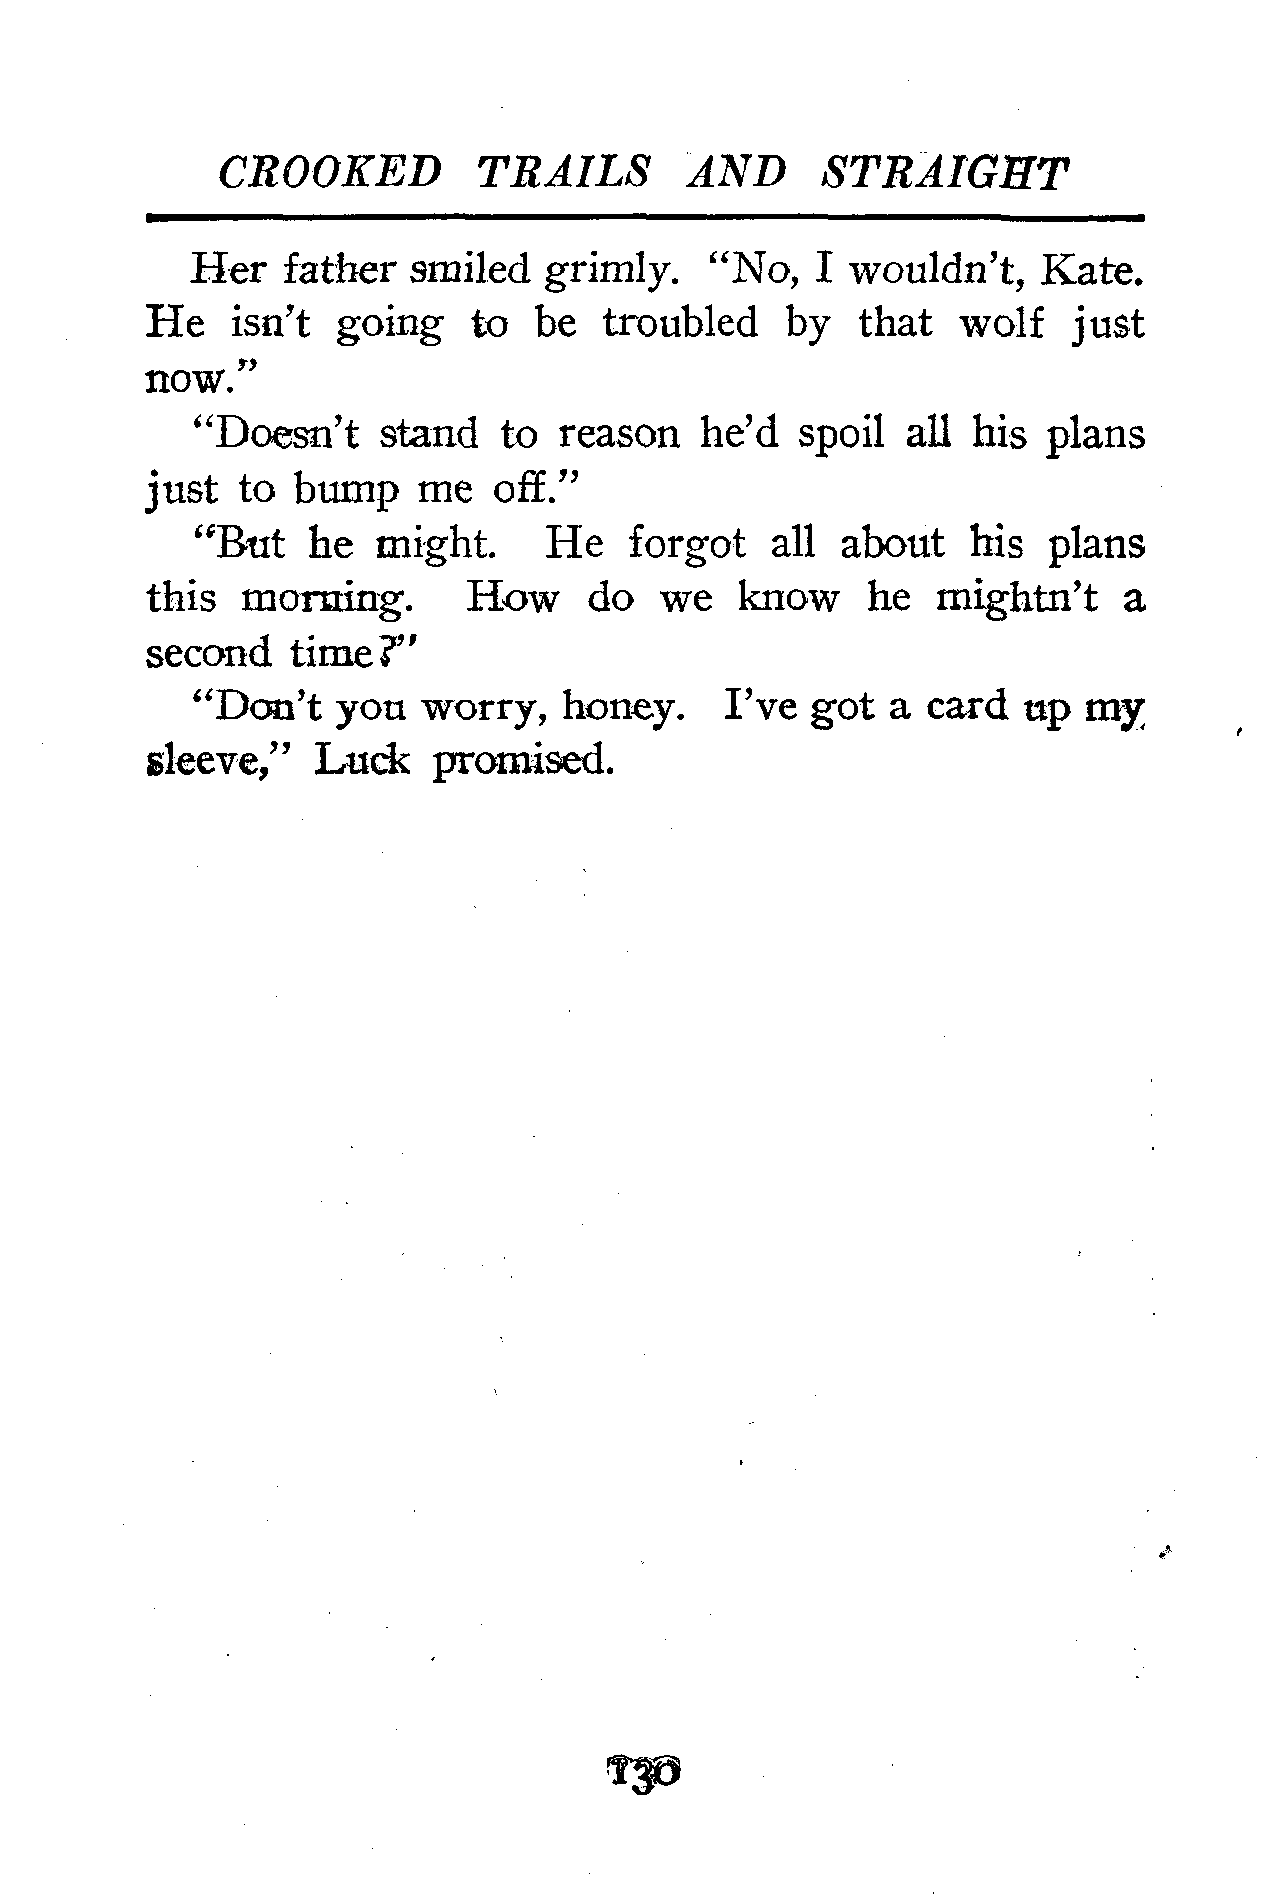 CROOKED TRAILS AND STRAIGHT
Her father smiled grimly. “No, I wouldn’t, Kate.
He isn’t going to be troubled by that wolf just
now.”
“Doesn’t stand to reason he’d spoil all his plans
just to bump me off.”
“But he might. He forgot all about his plans
this morning. How do we know he mightn’t a
second time?”
“Don’t you worry, honey. I’ve got a card up my
sleeve,” Luck promised.
130